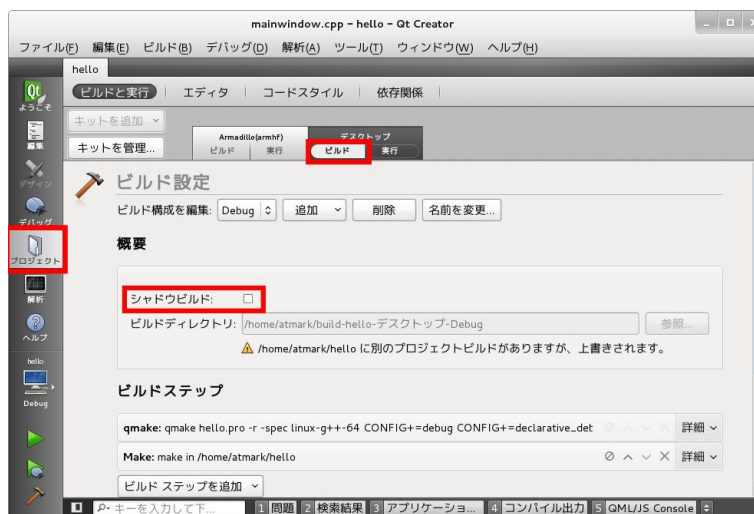 mainwindow.cpp - hello - Qt Creator
ファイル(F) 編集(E) ビルド(B) デバッグ(D) 解析(A) ツール(T) ウィンドウ(W) ヘルプ(H)
hello
ようこそ
編集
デザイン
デバッグ
プロジェクト
解析
ヘルプ
hello
Debug
ビルドと実行 エディタ コードスタイル 依存関係
キットを追加
キットを管理...
Armadillo(armhf)
ビルド 実行
デスクトップ
ビルド 実行
ビルド設定
ビルド構成を編集: Debug 追加 削除 名前を変更...
概要
シャドウビルド:
ビルドディレクトリ: /home/atmark/build-hello-デスクトップ-Debug 参照...
/home/atmark/hello に別のプロジェクトビルドがありますが、上書きされます。
ビルドステップ
qmake: qmake hello.pro -r -spec linux-g++-64 CONFIG+=debug CONFIG+=declarative_det 詳細
Make: make in /home/atmark/hello 詳細
ビルド ステップを追加
キーを入力して下... 1 問題 2 検索結果 3 アプリケーショ... 4 コンパイル出力 5 QML/JS Console